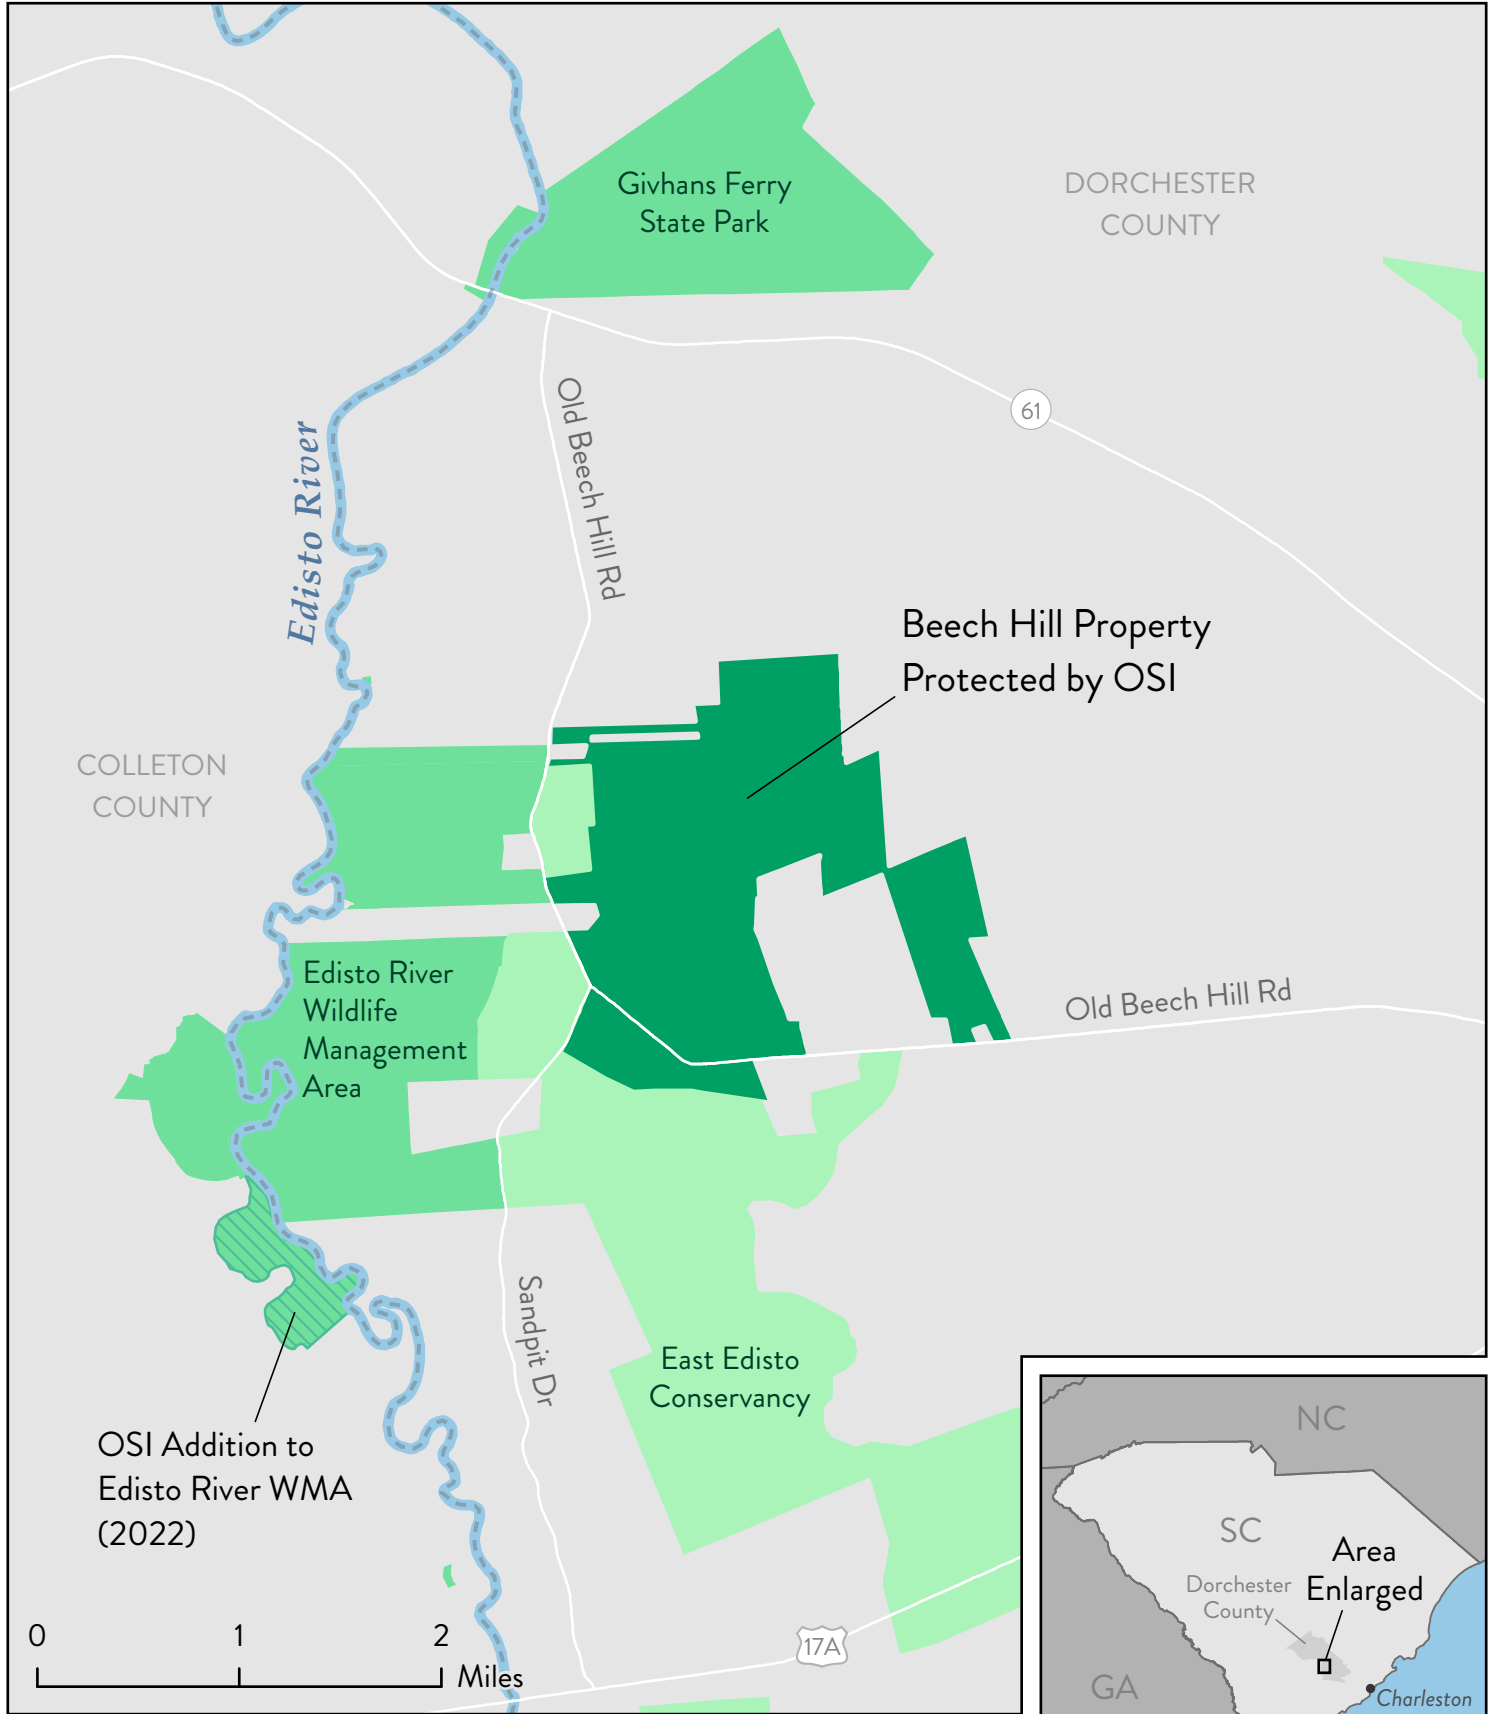 Givhans Ferry
State Park
DORCHESTER
COUNTY
61
Old Beech Hill Rd
Edisto River
Beech Hill Property
Protected by OSI
COLLETON
COUNTY
Edisto River
Wildlife
Management
Area
Old Beech Hill Rd
Sandpit Dr
East Edisto
Conservancy
OSI Addition to
Edisto River WMA
(2022)
0 1 2
Miles
17A
NC
SC
Area
Enlarged
Dorchester
County
GA
Charleston